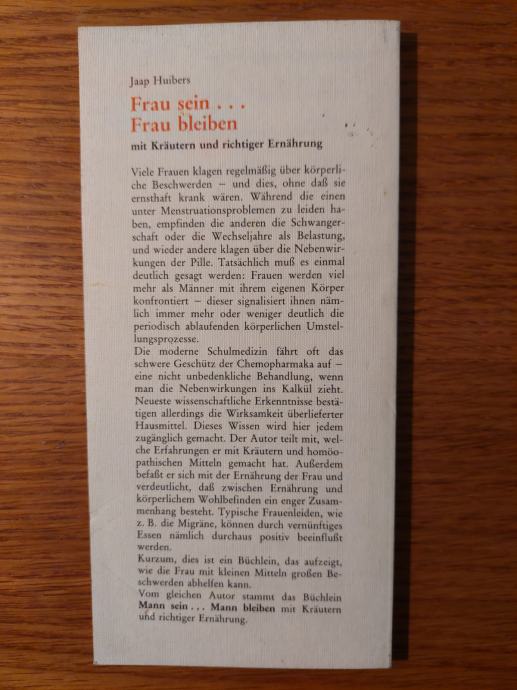 Jaap Huibers
Frau sein . . .
Frau bleiben
mit Kräutern und richtiger Ernährung
Viele Frauen klagen regelmäßig über körperli-
che Beschwerden – und dies, ohne daß sie
ernsthaft krank wären. Während die einen
unter Menstruationsproblemen zu leiden ha-
ben, empfinden die anderen die Schwanger-
schaft oder die Wechseljahre als Belastung,
und wieder andere klagen über die Nebenwir-
kungen der Pille. Tatsächlich muß es einmal
deutlich gesagt werden: Frauen werden viel
mehr als Männer mit ihrem eigenen Körper
konfrontiert – dieser signalisiert ihnen näm-
lich immer mehr oder weniger deutlich die
periodisch ablaufenden körperlichen Umstel-
lungsprozesse.
Die moderne Schulmedizin fährt oft das
schwere Geschütz der Chemopharmaka auf –
eine nicht unbedenkliche Behandlung, wenn
man die Nebenwirkungen ins Kalkül zieht.
Neueste wissenschaftliche Erkenntnisse bestä-
tigen allerdings die Wirksamkeit überlieferter
Hausmittel. Dieses Wissen wird hier jedem
zugänglich gemacht. Der Autor teilt mit, wel-
che Erfahrungen er mit Kräutern und homöo-
pathischen Mitteln gemacht hat. Außerdem
befaßt er sich mit der Ernährung der Frau und
verdeutlicht, daß zwischen Ernährung und
körperlichem Wohlbefinden ein enger Zusam-
menhang besteht. Typische Frauenleiden, wie
z. B. die Migräne, können durch vernünftiges
Essen nämlich durchaus positiv beeinflußt
werden.
Kurzum, dies ist ein Büchlein, das aufzeigt,
wie die Frau mit kleinen Mitteln großen Be-
schwerden abhelfen kann.
Vom gleichen Autor stammt das Büchlein
Mann sein . . . Mann bleiben mit Kräutern
und richtiger Ernährung.